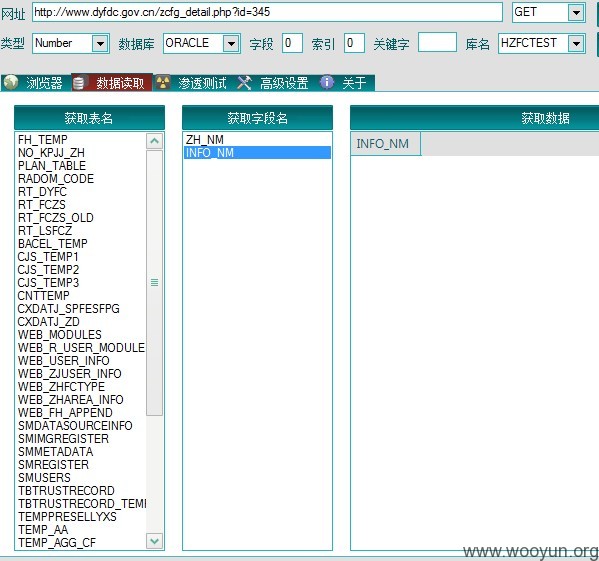 网址 http://www.dyfdc.gov.cn/zcfg_detail.php?id=345 GET
类型 Number 数据库 ORACLE 字段 0 索引 0 关键字 库名 HZFCTEST
浏览器 数据读取 渗透测试 高级设置 关于
获取表名 获取字段名 获取数据
FH_TEMP
NO_KPJJ_ZH
PLAN_TABLE
RADOM_CODE
RT_DYFC
RT_FCZS
RT_FCZS_OLD
RT_LSFCZ
BACEL_TEMP
CJS_TEMP1
CJS_TEMP2
CJS_TEMP3
CNTTEMP
CXDATJ_SPFESFPG
CXDATJ_ZD
WEB_MODULES
WEB_R_USER_MODULE
WEB_USER_INFO
WEB_ZJUSER_INFO
WEB_ZHFCTYPE
WEB_ZHAREA_INFO
WEB_FH_APPEND
SMDATASOURCEINFO
SMIMGREGISTER
SMMETADATA
SMREGISTER
SMUSERS
TBTRUSTRECORD
TBTRUSTRECORD_TEMI
TEMPPRESELLYXS
TEMP_AA
TEMP_AGG_CF
ZH_NM
INFO_NM
INFO_NM
www.wooyun.org